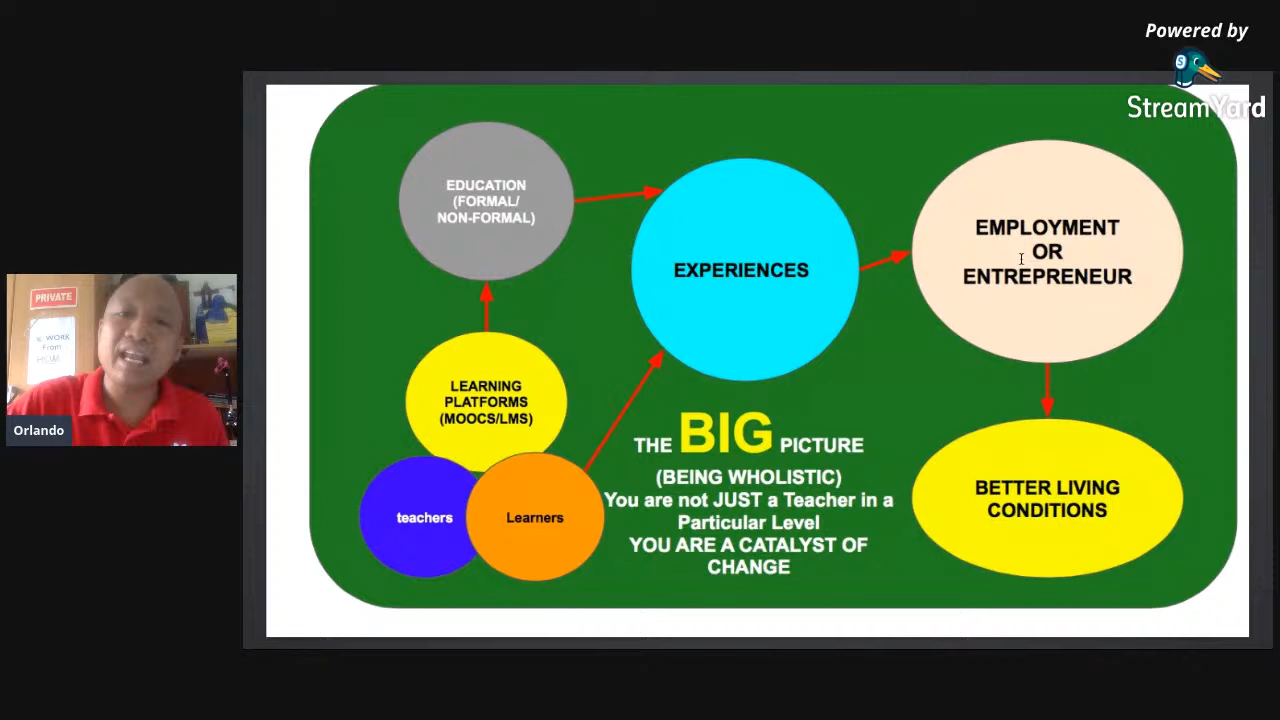 Powered by
StreamYard
EDUCATION
(FORMAL/
NON-FORMAL)
EXPERIENCES
EMPLOYMENT
OR
ENTREPRENEUR
LEARNING
PLATFORMS
(MOOCS/LMS)
teachers
Learners
THE BIG PICTURE
(BEING WHOLISTIC)
You are not JUST a Teacher in a
Particular Level
YOU ARE A CATALYST OF
CHANGE
BETTER LIVING
CONDITIONS
PRIVATE
WORK
From
Orlando